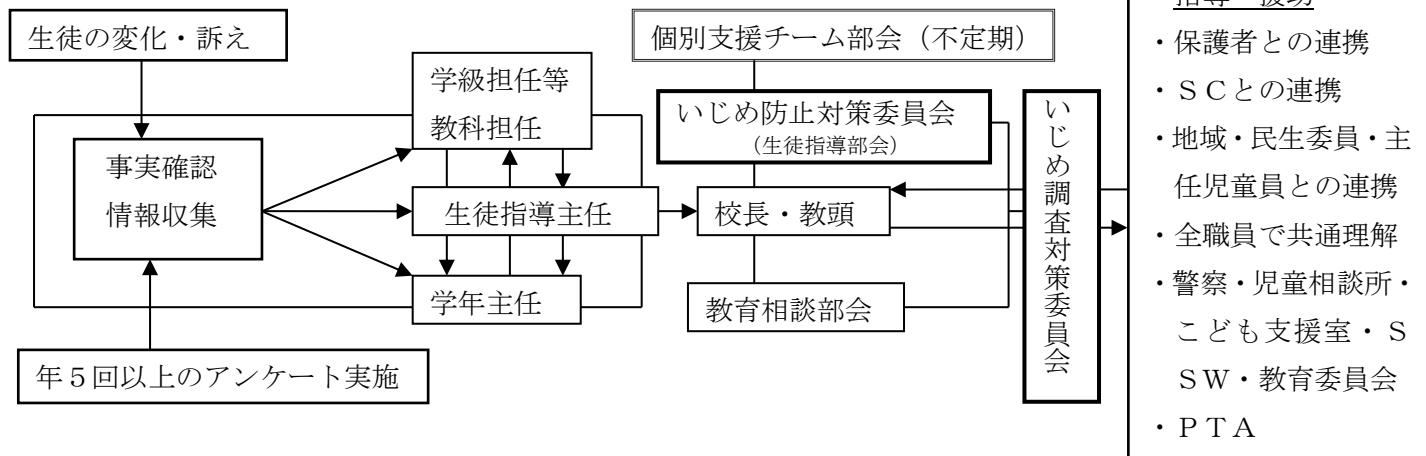 生徒の変化・訴え
事実確認
情報収集
年５回以上のアンケート実施
学級担任等
教科担任
生徒指導主任
学年主任
個別支援チーム部会（不定期）
いじめ防止対策委員会
（生徒指導部会）
校長・教頭
教育相談部会
いじめ調査対策委員会
・保護者との連携
・ＳＣとの連携
・地域・民生委員・主
任児童員との連携
・全職員で共通理解
・警察・児童相談所・
こども支援室・Ｓ
ＳＷ・教育委員会
・ＰＴＡ